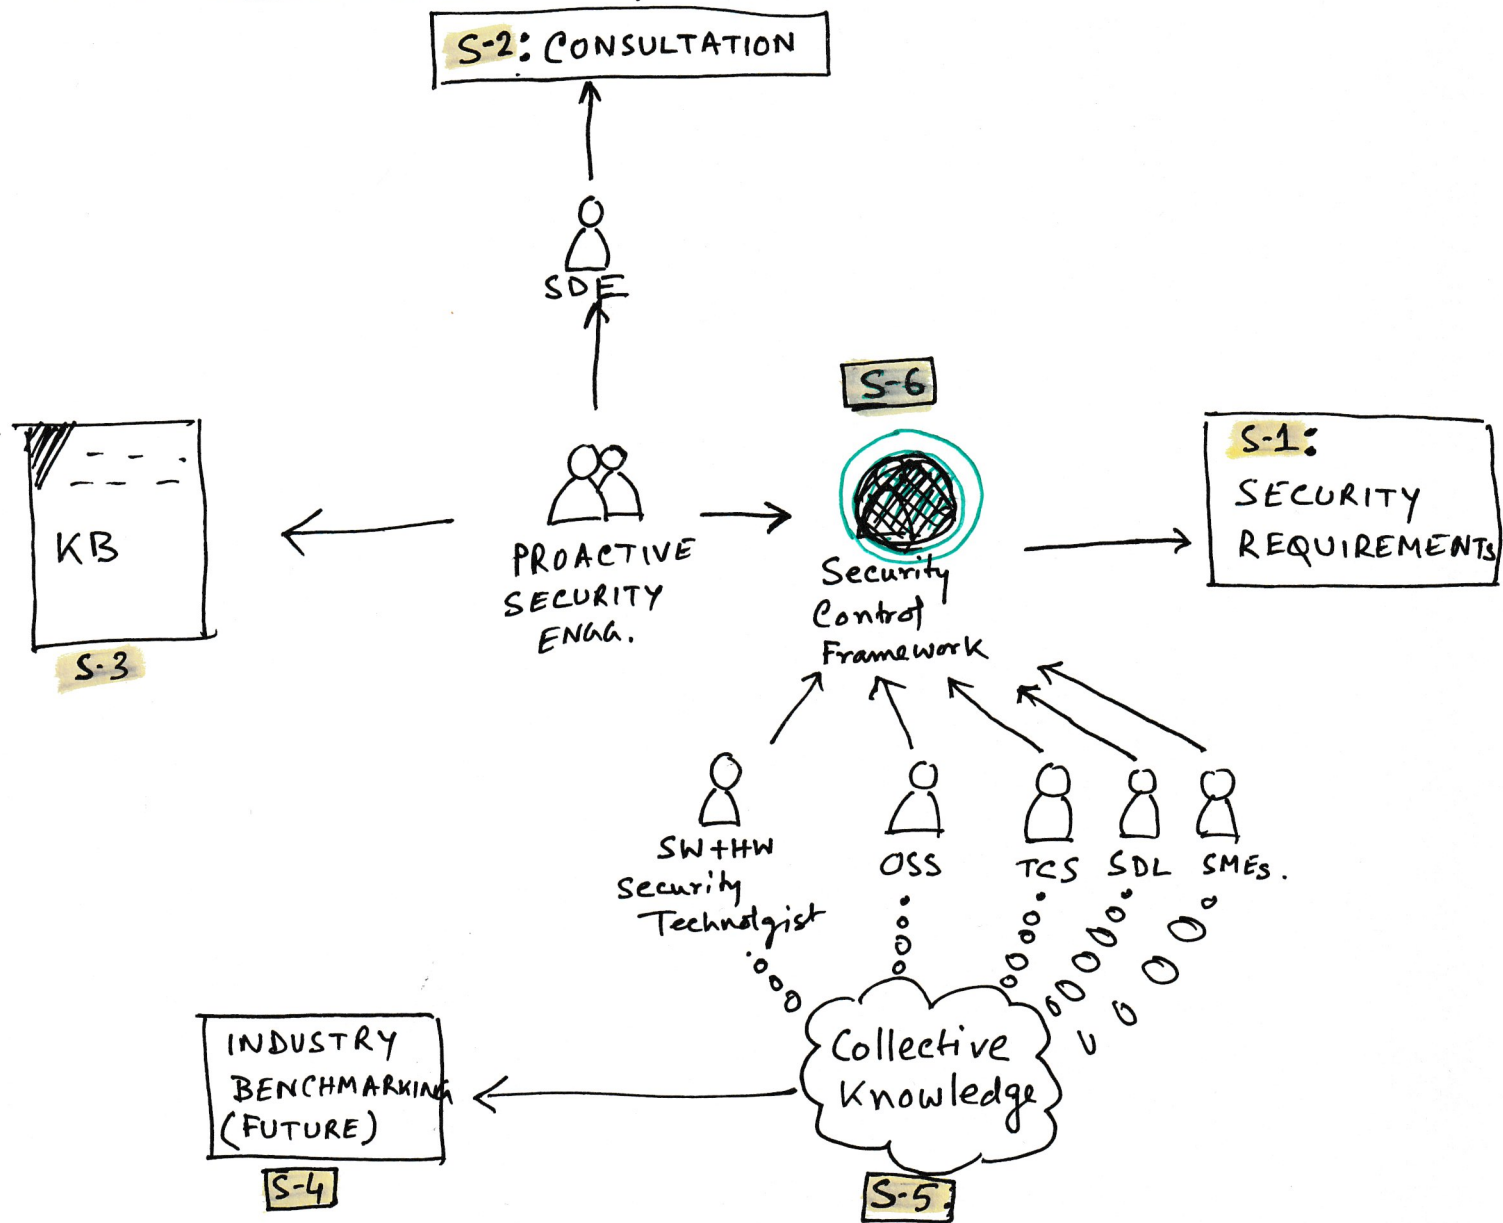 S-2: CONSULTATION
SDE
S-6
S-1:
SECURITY
REQUIREMENTS
KB
S-3
PROACTIVE
SECURITY
ENGG.
Security
Control
Framework
SW+HW
Security
Technolgist
OSS
TCS
SDL
SMEs.
Collective
Knowledge
S-5.
INDUSTRY
BENCHMARKING
(FUTURE)
S-4